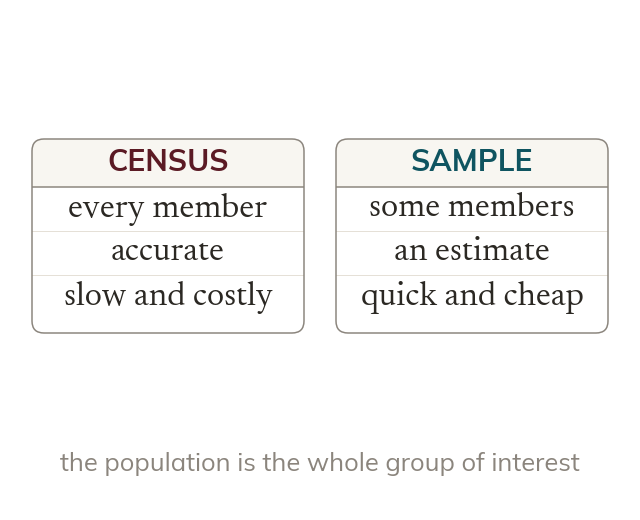 CENSUS
every member
accurate
slow and costly
SAMPLE
some members
an estimate
quick and cheap
the population is the whole group of interest